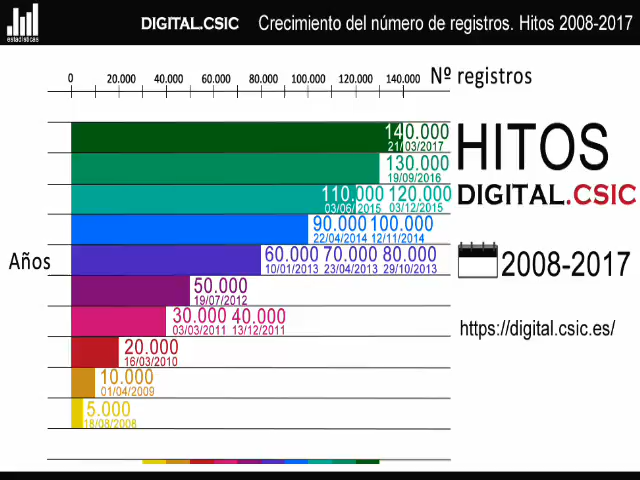 estadísticas
DIGITAL.CSIC Crecimiento del número de registros. Hitos 2008-2017
0 20.000 40.000 60.000 80.000 100.000 120.000 140.000 Nº registros
140.000
21/03/2017
130.000
19/09/2016
110.000 120.000
03/06/2015 03/12/2015
90.000 100.000
22/04/2014 12/11/2014
60.000 70.000 80.000
10/01/2013 23/04/2013 29/10/2013
50.000
19/07/2012
30.000 40.000
03/03/2011 13/12/2011
20.000
16/03/2010
10.000
01/04/2009
5.000
18/08/2008
Años
HITOS
DIGITAL.CSIC
2008-2017
https://digital.csic.es/